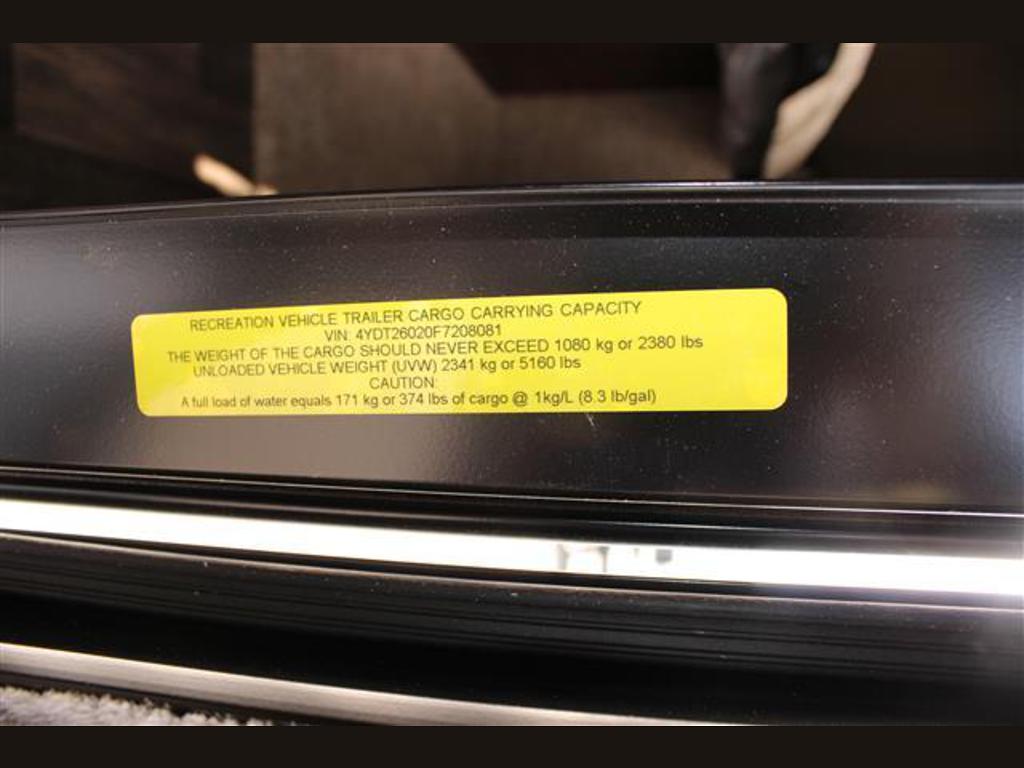 RECREATION VEHICLE TRAILER CARGO CARRYING CAPACITY
VIN: 4YDT26020F7208081
THE WEIGHT OF THE CARGO SHOULD NEVER EXCEED 1080 kg or 2380 lbs
UNLOADED VEHICLE WEIGHT (UVW) 2341 kg or 5160 lbs
CAUTION:
A full load of water equals 171 kg or 374 lbs of cargo @ 1kg/L (8.3 lb/gal)